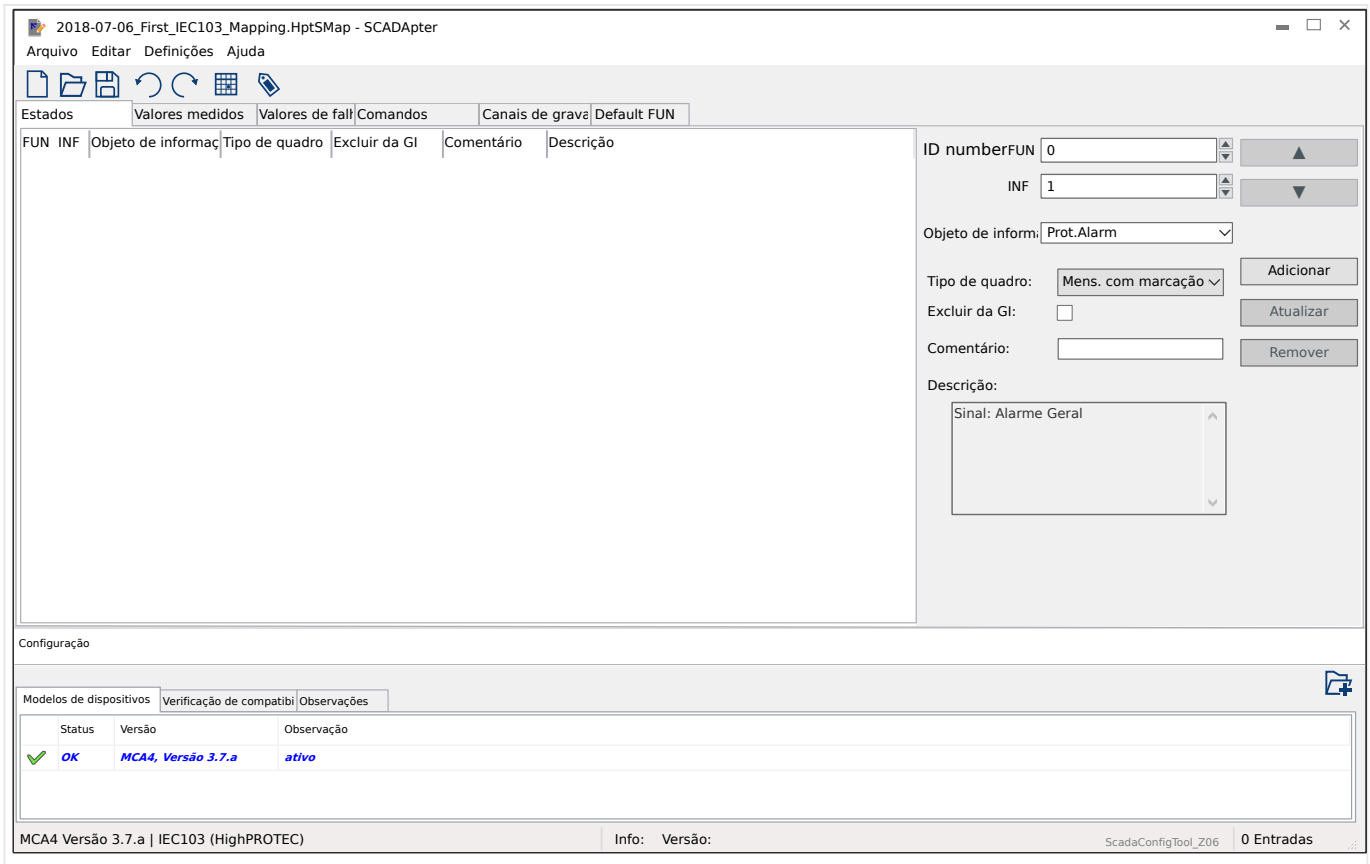 2018-07-06_First_IEC103_Mapping.HptSMap - SCADApter
Arquivo Editar Definições Ajuda
Estados Valores medidos Valores de falh Comandos Canais de grava Default FUN
FUN INF Objeto de informaç Tipo de quadro Excluir da GI Comentário Descrição
ID number FUN 0
INF 1
Objeto de informa Prot.Alarm
Adicionar
Tipo de quadro: Mens. com marcação
Excluir da GI:
Atualizar
Comentário:
Remover
Descrição:
Sinal: Alarme Geral
Configuração
Modelos de dispositivos Verificação de compatibi Observações
Status Versão Observação
OK MCA4, Versão 3.7.a ativo
MCA4 Versão 3.7.a | IEC103 (HighPROTEC) Info: Versão: ScadaConfigTool_Z06 0 Entradas